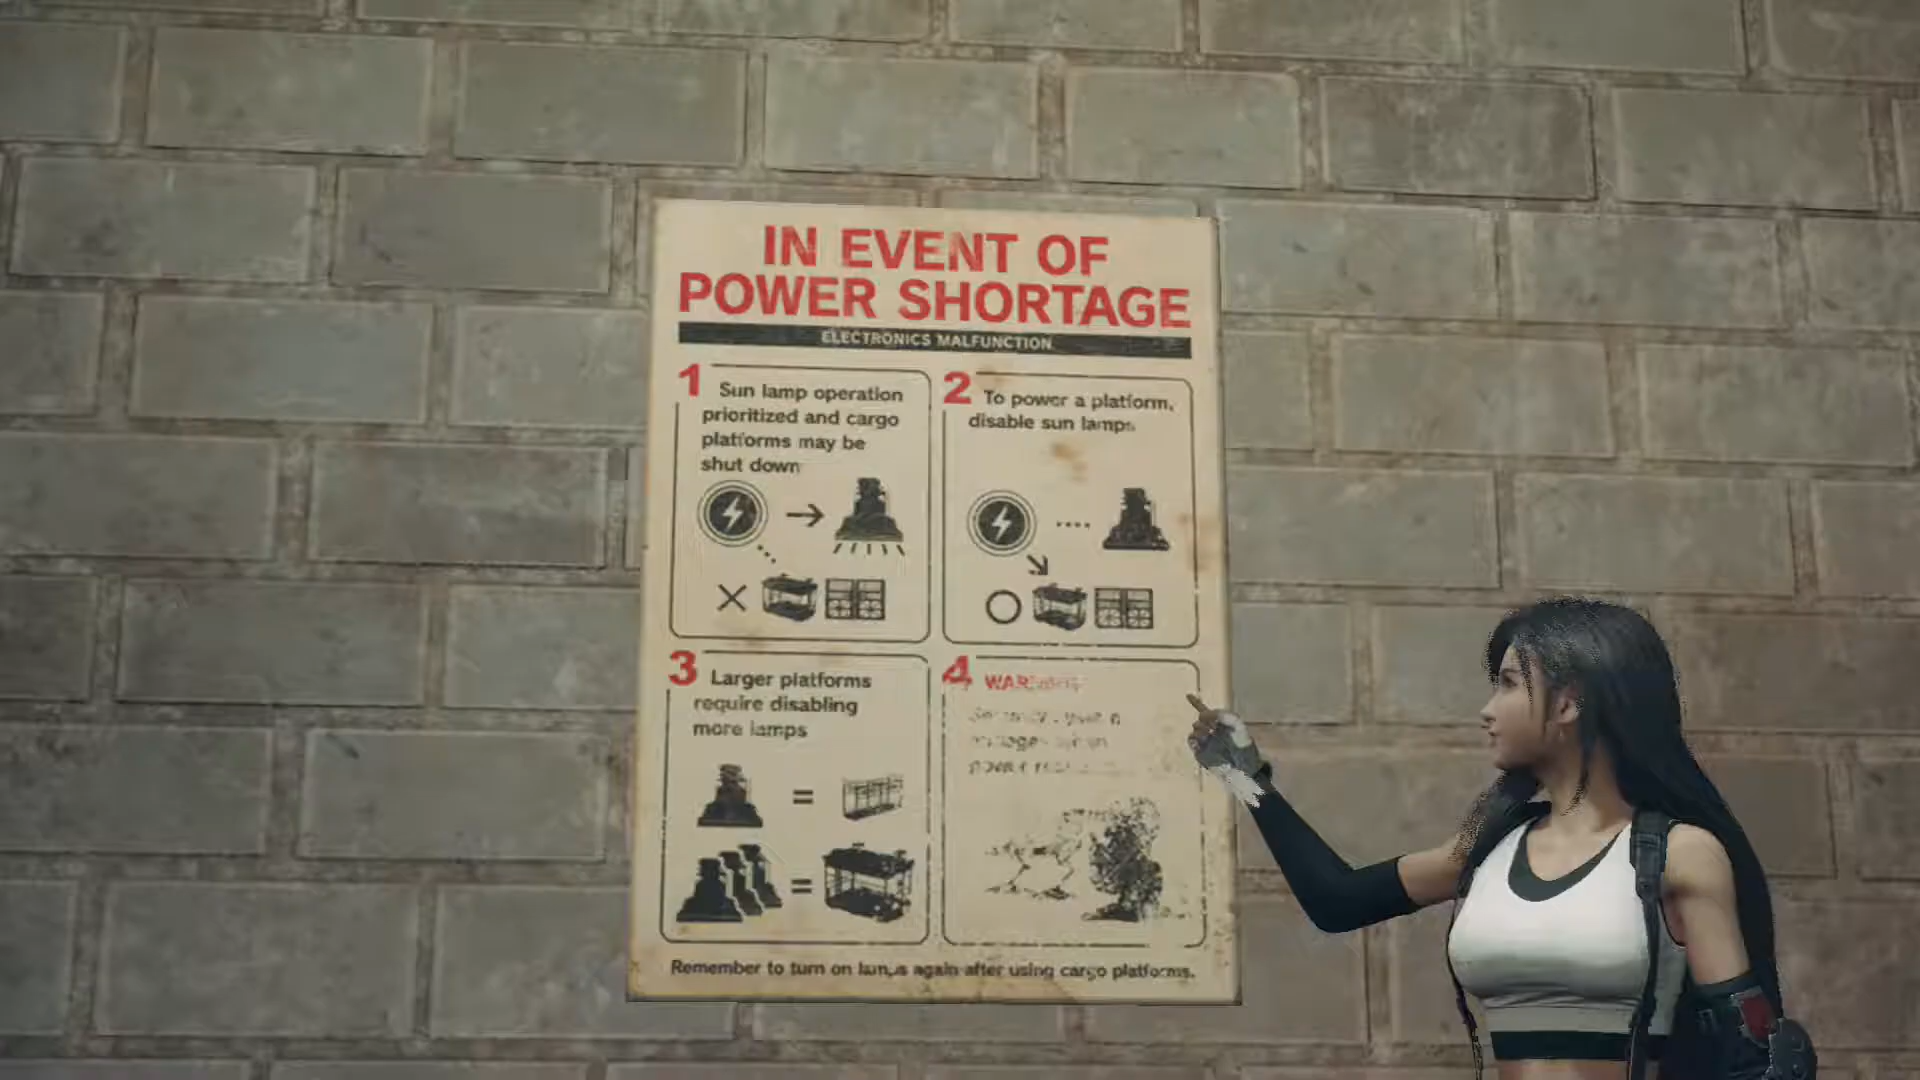 IN EVENT OF
POWER SHORTAGE
ELECTRONICS MALFUNCTION
1 Sun lamp operation
prioritized and cargo
platforms may be
shut down
2 To power a platform,
disable sun lamps
3 Larger platforms
require disabling
more lamps
4
Remember to turn on lamps again after using cargo platforms.